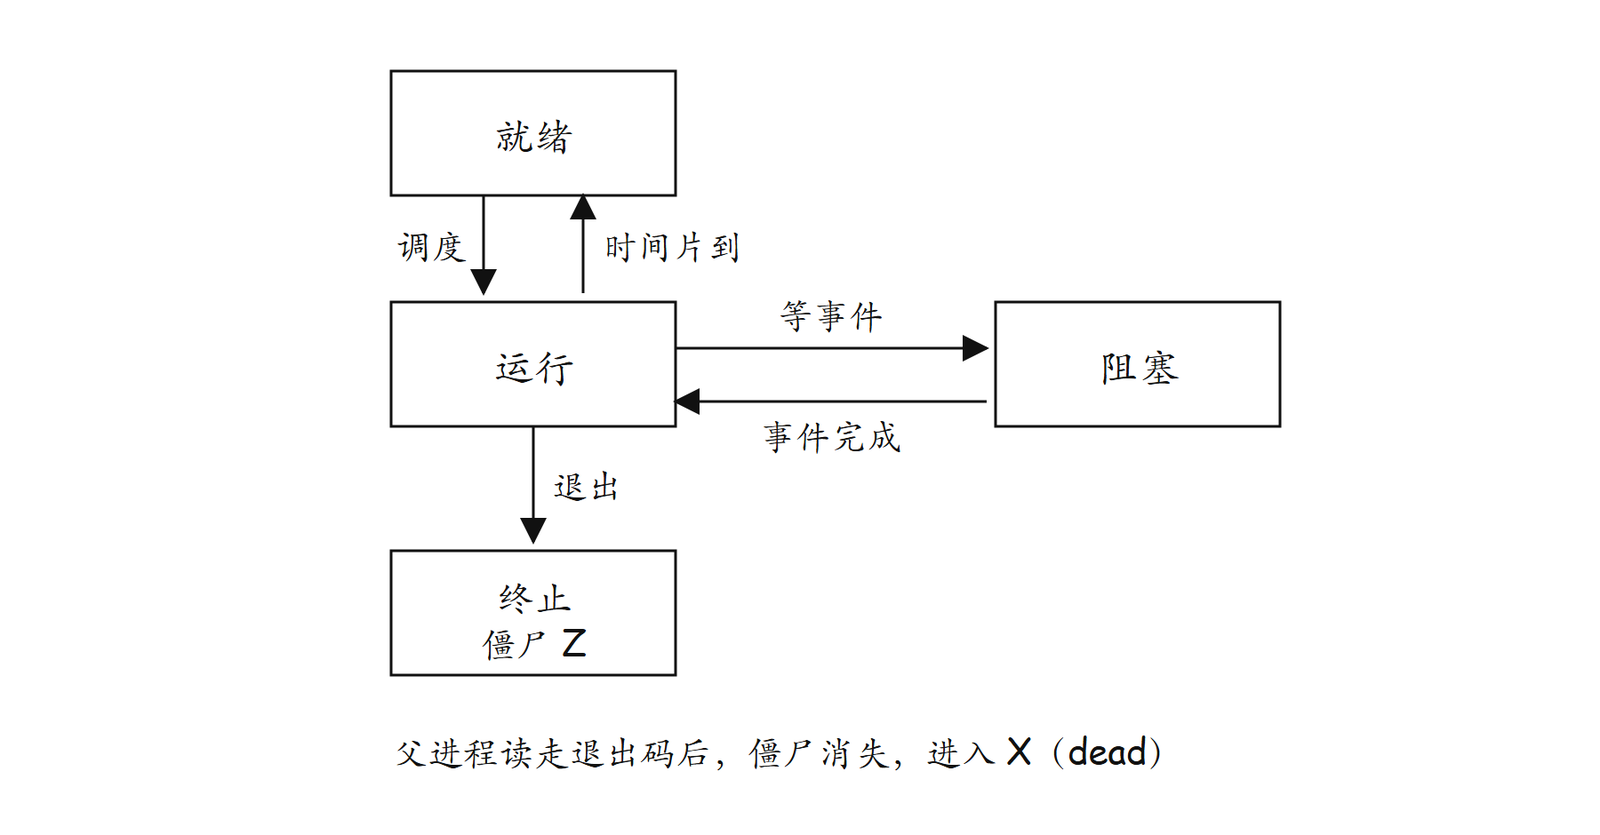 就绪
调度
时间片到
等事件
运行
阻塞
事件完成
退出
终止
僵尸 Z
父进程读走退出码后，僵尸消失，进入 X（dead）